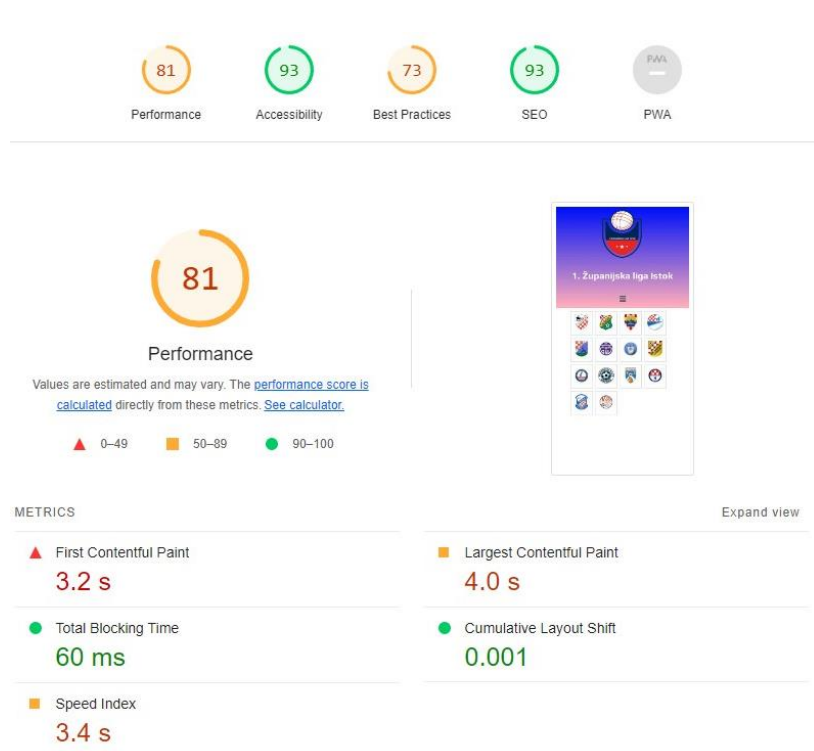 81
93
73
93
PWA
Performance
Accessibility
Best Practices
SEO
PWA
81
Performance
Values are estimated and may vary. The performance score is
calculated directly from these metrics. See calculator.
0–49
50–89
90–100
1. Županijska liga istok
METRICS
Expand view
First Contentful Paint
3.2 s
Largest Contentful Paint
4.0 s
Total Blocking Time
60 ms
Cumulative Layout Shift
0.001
Speed Index
3.4 s